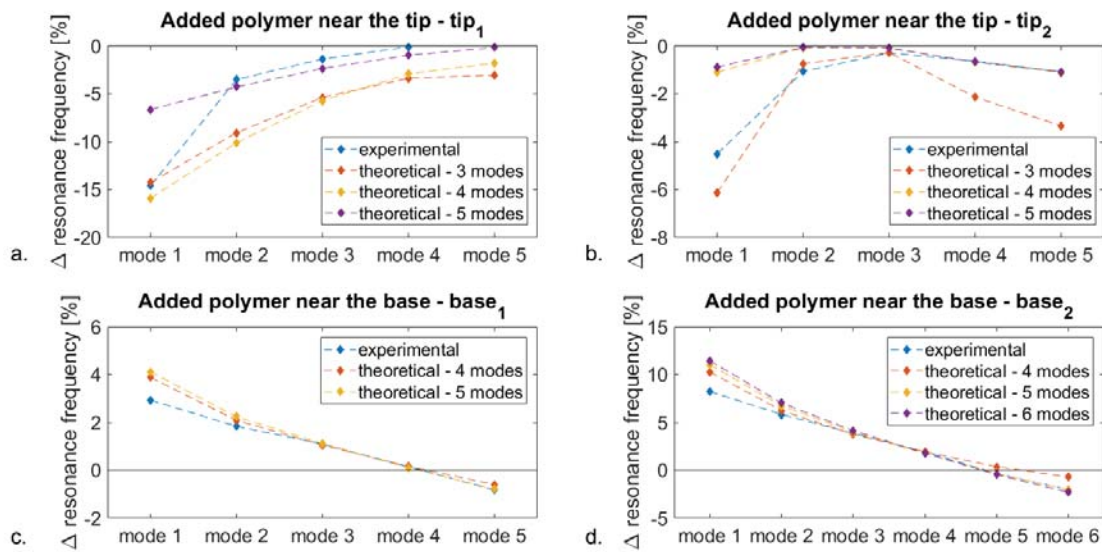 Added polymer near the tip - tip1
Δ resonance frequency [%]
0
-5
-10
-15
-20
experimental
theoretical - 3 modes
theoretical - 4 modes
theoretical - 5 modes
mode 1 mode 2 mode 3 mode 4 mode 5
a.
Added polymer near the tip - tip2
Δ resonance frequency [%]
0
-2
-4
-6
-8
experimental
theoretical - 3 modes
theoretical - 4 modes
theoretical - 5 modes
mode 1 mode 2 mode 3 mode 4 mode 5
b.
Added polymer near the base - base1
Δ resonance frequency [%]
6
4
2
0
-2
experimental
theoretical - 4 modes
theoretical - 5 modes
mode 1 mode 2 mode 3 mode 4 mode 5
c.
Added polymer near the base - base2
Δ resonance frequency [%]
15
10
5
0
-5
experimental
theoretical - 4 modes
theoretical - 5 modes
theoretical - 6 modes
mode 1 mode 2 mode 3 mode 4 mode 5 mode 6
d.